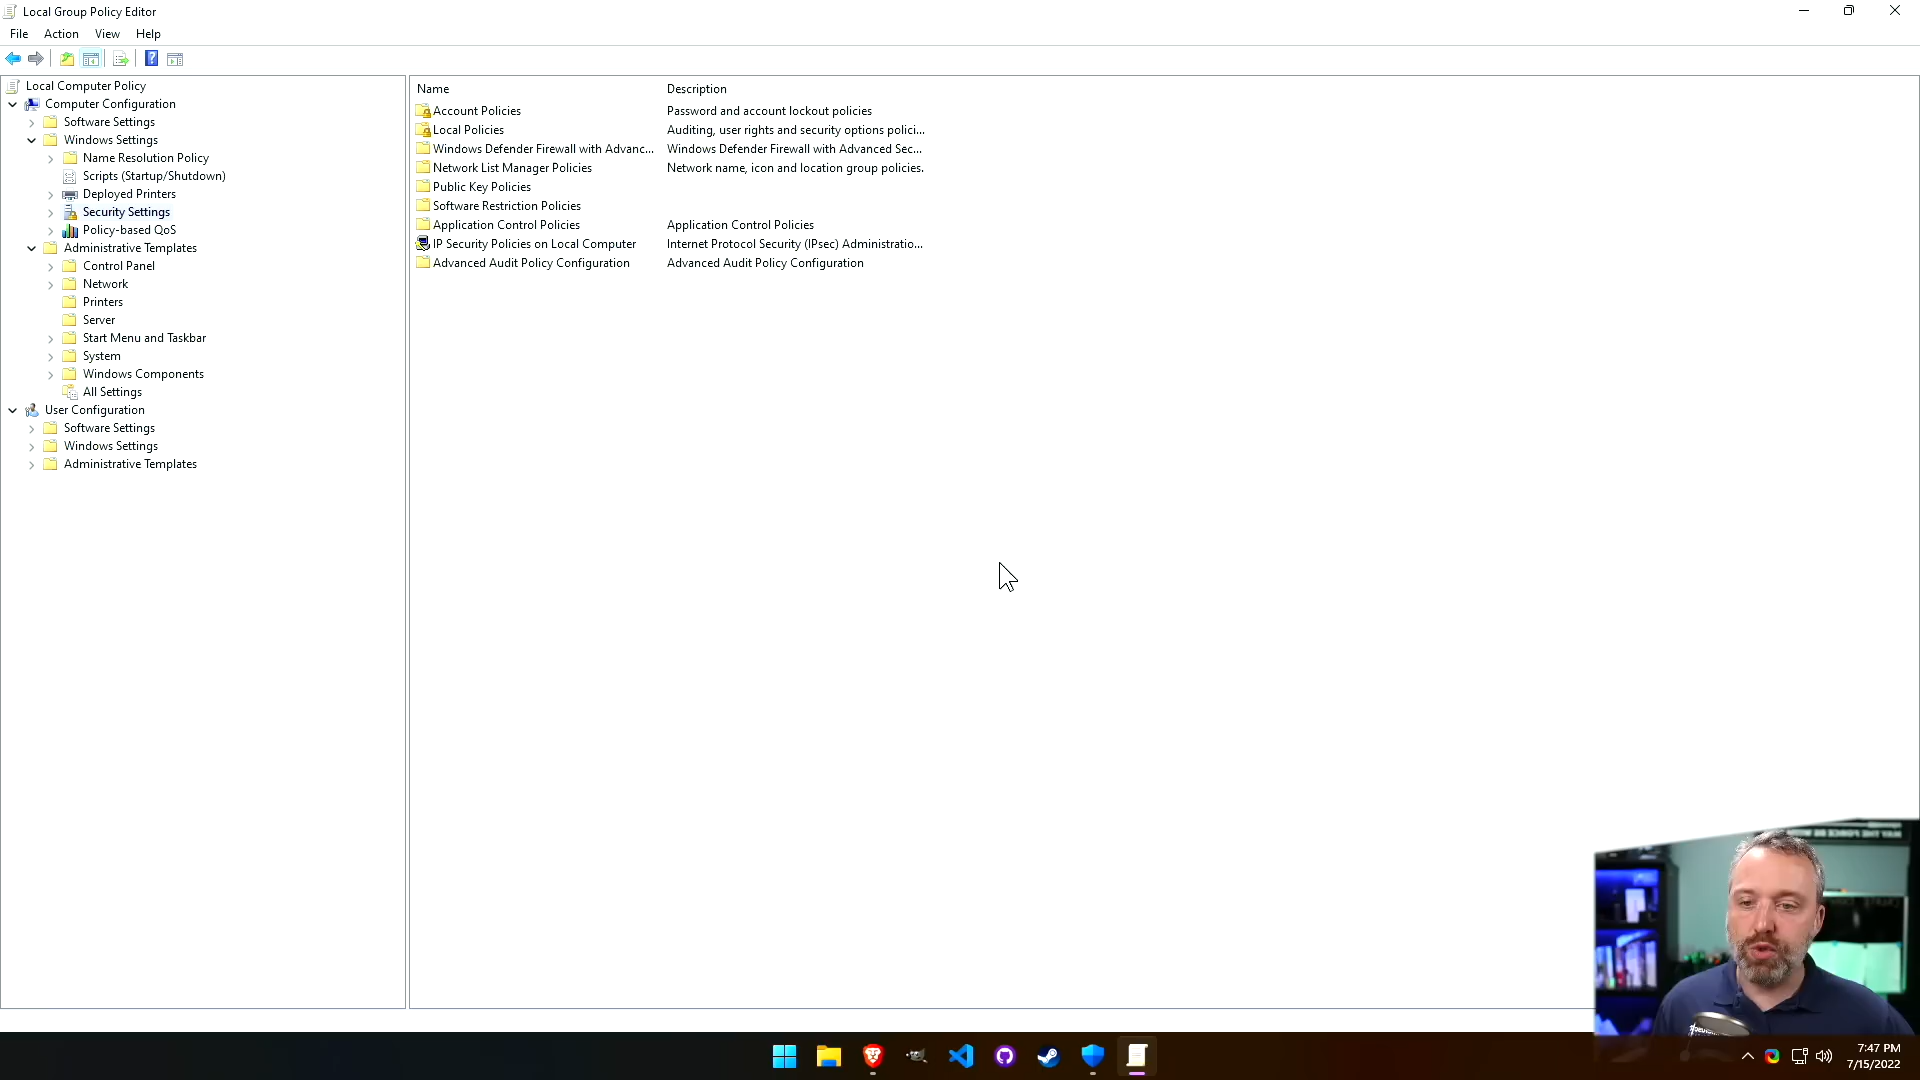 Local Group Policy Editor
File Action View Help
Local Computer Policy
Computer Configuration
Software Settings
Windows Settings
Name Resolution Policy
Scripts (Startup/Shutdown)
Deployed Printers
Security Settings
Policy-based QoS
Administrative Templates
Control Panel
Network
Printers
Server
Start Menu and Taskbar
System
Windows Components
All Settings
User Configuration
Software Settings
Windows Settings
Administrative Templates
Name Description
Account Policies Password and account lockout policies
Local Policies Auditing, user rights and security options polici...
Windows Defender Firewall with Advanc... Windows Defender Firewall with Advanced Sec...
Network List Manager Policies Network name, icon and location group policies.
Public Key Policies
Software Restriction Policies
Application Control Policies Application Control Policies
IP Security Policies on Local Computer Internet Protocol Security (IPsec) Administratio...
Advanced Audit Policy Configuration Advanced Audit Policy Configuration
7:47 PM
7/15/2022